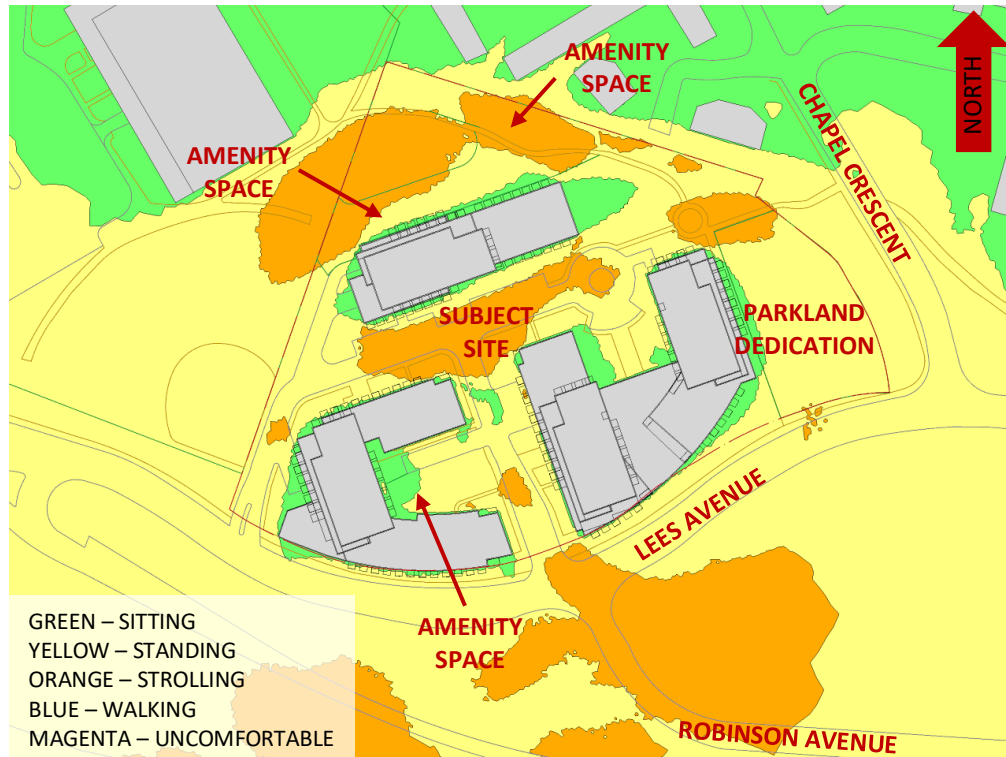 AMENITY
SPACE
NORTH
CHAPEL CRESCENT
AMENITY
SPACE
SUBJECT
SITE
PARKLAND
DEDICATION
LEES AVENUE
AMENITY
SPACE
GREEN – SITTING
YELLOW – STANDING
ORANGE – STROLLING
BLUE – WALKING
MAGENTA – UNCOMFORTABLE
ROBINSON AVENUE